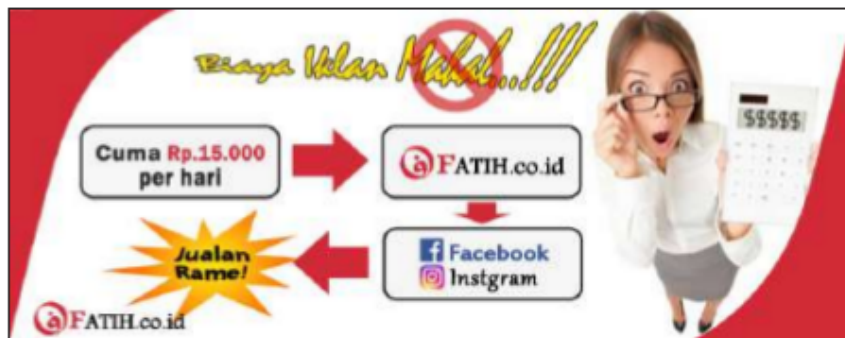 Biaya Iklan Mahal...!!!
Cuma Rp.15.000
per hari
@FATIH.co.id
Facebook
Instgram
Jualan
Rame!
@FATIH.co.id
$$$$$